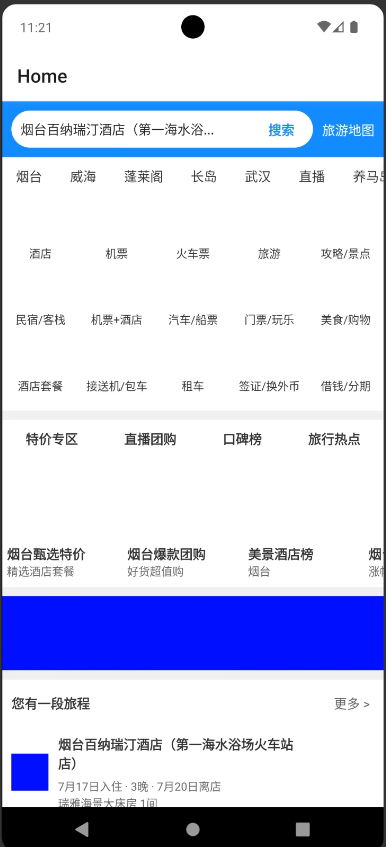 11:21
Home
烟台百纳瑞汀酒店（第一海水浴... 搜索 旅游地图
烟台 威海 蓬莱阁 长岛 武汉 直播 养马岛
酒店 机票 火车票 旅游 攻略/景点
民宿/客栈 机票+酒店 汽车/船票 门票/玩乐 美食/购物
酒店套餐 接送机/包车 租车 签证/换外币 借钱/分期
特价专区 直播团购 口碑榜 旅行热点
烟台甄选特价 烟台爆款团购 美景酒店榜 烟
精选酒店套餐 好货超值购 烟台 涨
您有一段旅程 更多 >
烟台百纳瑞汀酒店（第一海水浴场火车站
店）
7月17日入住 · 3晚 · 7月20日离店
瑞雅海景大床房 1间